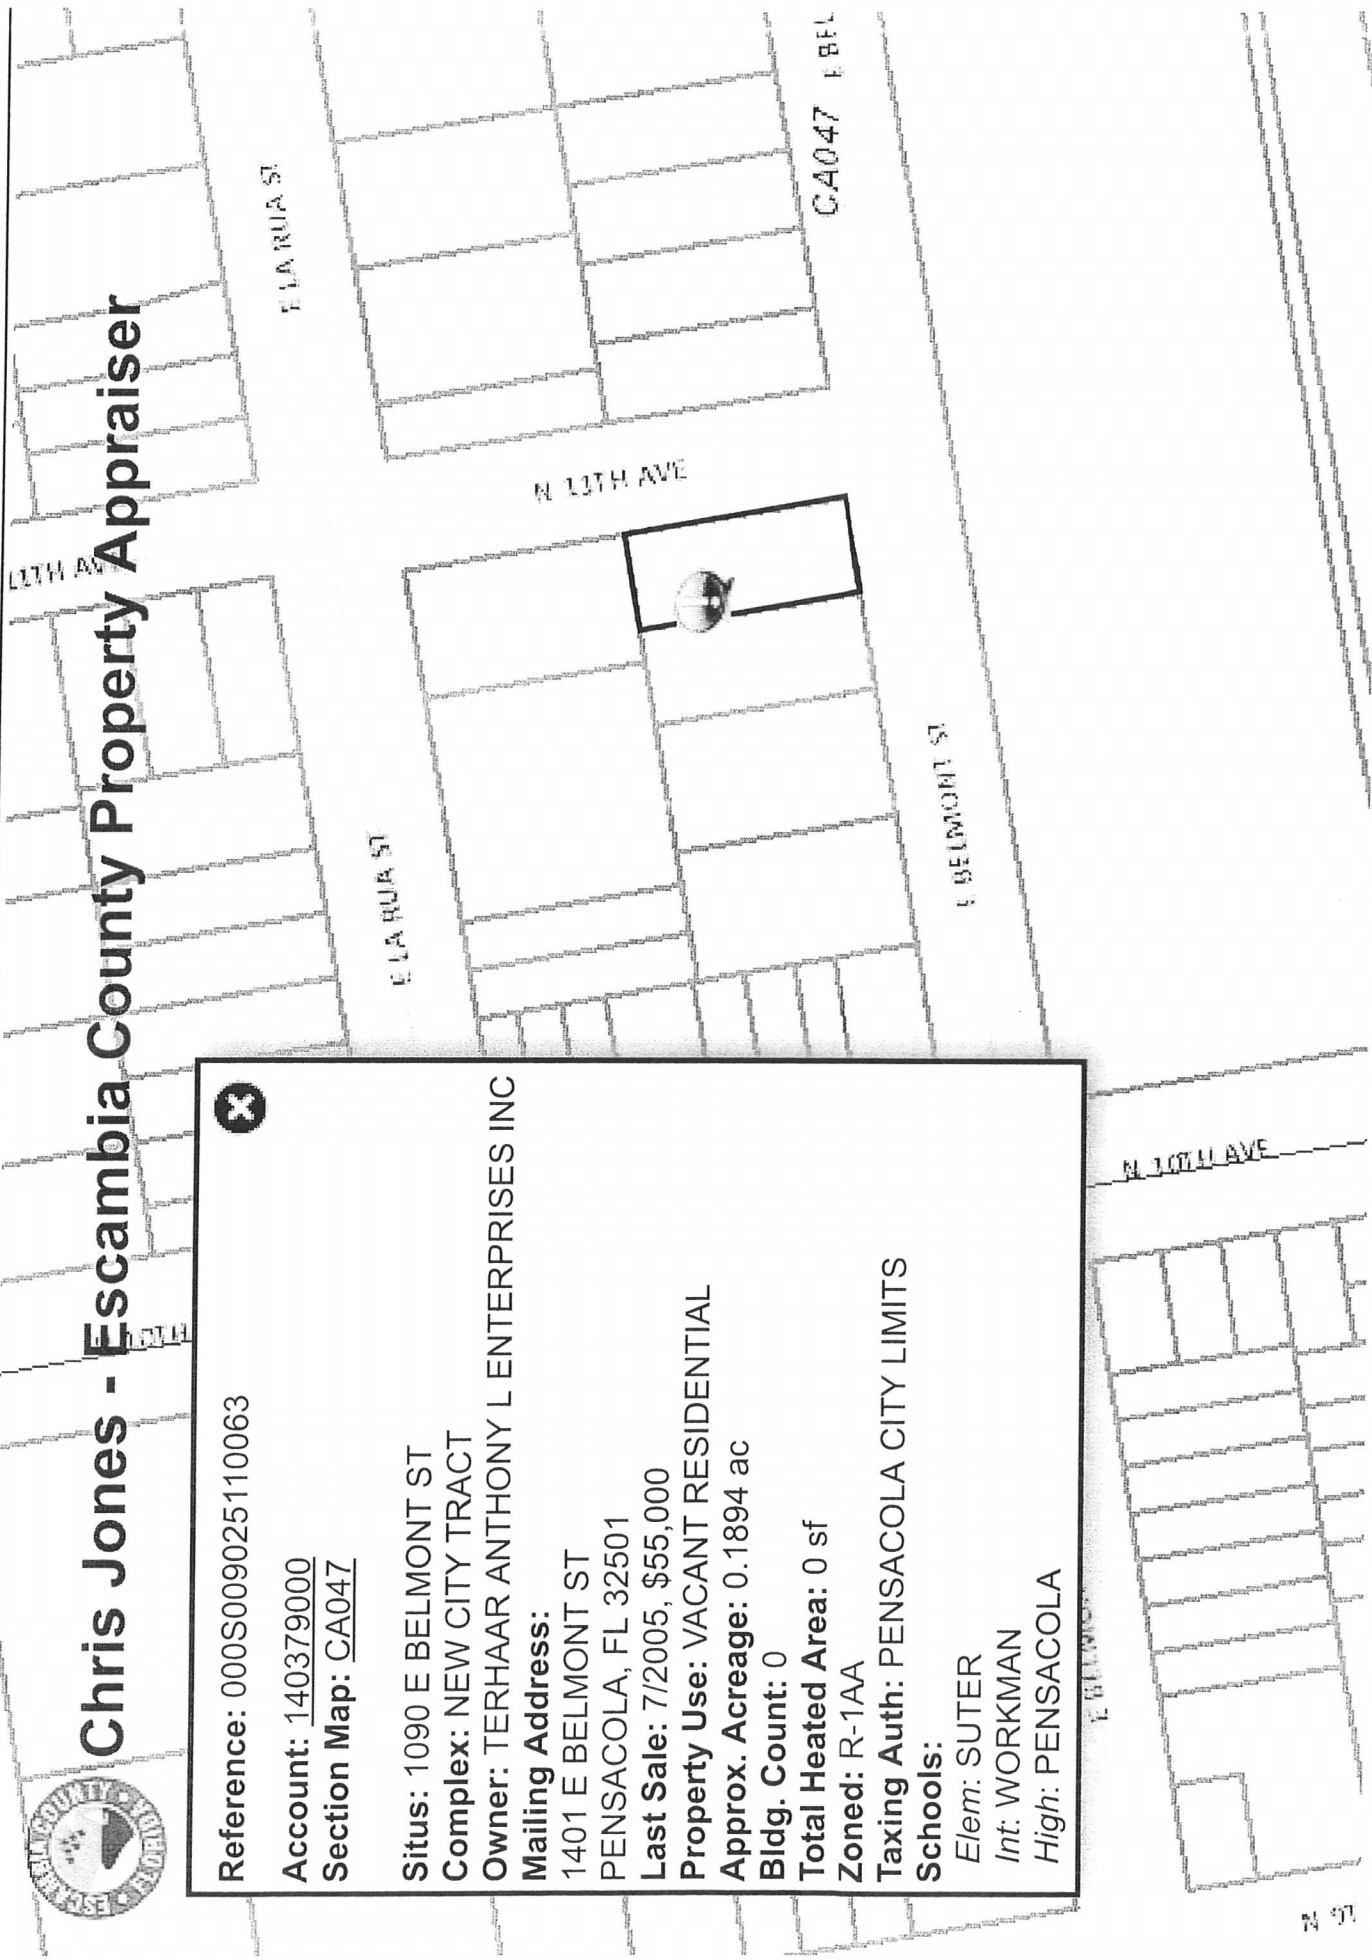 Chris Jones - Escambia County Property Appraiser
Reference: 000S009025110063
Account: 140379000
Section Map: CA047
Situs: 1090 E BELMONT ST
Complex: NEW CITY TRACT
Owner: TERHAAR ANTHONY L ENTERPRISES INC
Mailing Address:
1401 E BELMONT ST
PENSACOLA, FL 32501
Last Sale: 7/2005, $55,000
Property Use: VACANT RESIDENTIAL
Approx. Acreage: 0.1894 ac
Bldg. Count: 0
Total Heated Area: 0 sf
Zoned: R-1AA
Taxing Auth: PENSACOLA CITY LIMITS
Schools:
Elem: SUTER
Int: WORKMAN
High: PENSACOLA
11TH AV
E LA RUA ST
E LA RUA ST
N 11TH AVE
CA047
E BEL
E BELMONT ST
N 10TH AVE
10TH